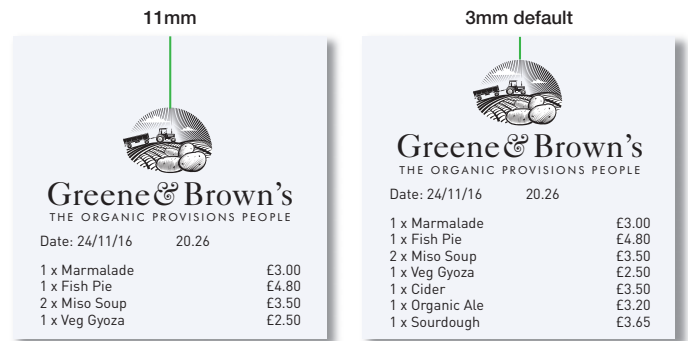 11mm
Greene & Brown's
THE ORGANIC PROVISIONS PEOPLE
Date: 24/11/16 20.26
1 x Marmalade £3.00
1 x Fish Pie £4.80
2 x Miso Soup £3.50
1 x Veg Gyoza £2.50
3mm default
Greene & Brown's
THE ORGANIC PROVISIONS PEOPLE
Date: 24/11/16 20.26
1 x Marmalade £3.00
1 x Fish Pie £4.80
2 x Miso Soup £3.50
1 x Veg Gyoza £2.50
1 x Cider £3.50
1 x Organic Ale £3.20
1 x Sourdough £3.65